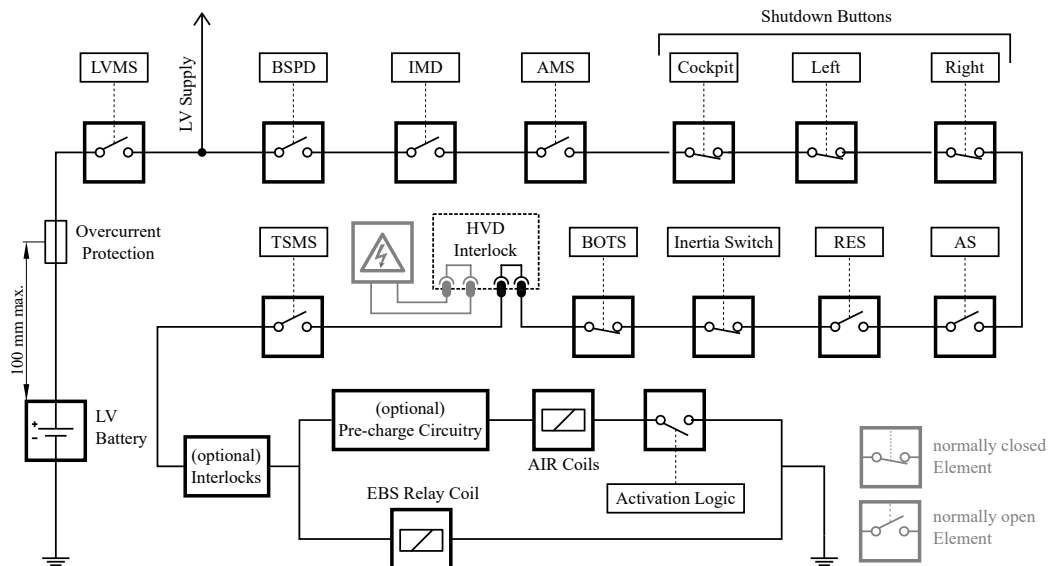 Shutdown Buttons
LVMS
BSPD
IMD
AMS
Cockpit
Left
Right
LV Supply
Overcurrent
Protection
100 mm max.
TSMS
HVD
Interlock
BOTS
Inertia Switch
RES
AS
LV
Battery
+
-
(optional)
Interlocks
(optional)
Pre-charge Circuitry
AIR Coils
Activation Logic
EBS Relay Coil
normally closed
Element
normally open
Element